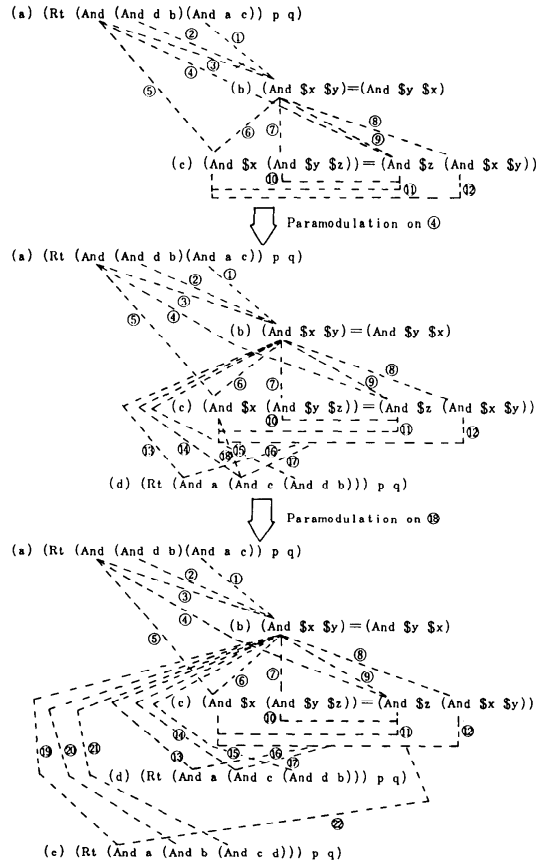 (a) (Rt (And (And d b)(And a c)) p q)
② ①
③
④
⑤ (b) (And $x $y)=(And $y $x)
⑧
⑥ ⑦ ⑨
(c) (And $x (And $y $z))=(And $z (And $x $y))
⑩
⑪ ⑫
Paramodulation on ④
(a) (Rt (And (And d b)(And a c)) p q)
② ①
③
④
⑤ (b) (And $x $y)=(And $y $x)
⑧
⑥ ⑦ ⑨
(c) (And $x (And $y $z))=(And $z (And $x $y))
⑩
⑪ ⑫
⑬ ⑭ ⑱ ⑮ ⑯ ⑰
(d) (Rt (And a (And c (And d b))) p q)
Paramodulation on ⑱
(a) (Rt (And (And d b)(And a c)) p q)
② ①
③
④
⑤ (b) (And $x $y)=(And $y $x)
⑧
⑥ ⑦ ⑨
(c) (And $x (And $y $z))=(And $z (And $x $y))
⑩
⑭ ⑪ ⑫
⑲ ⑳ ㉑ ⑬ ⑮ ⑯ ⑰
(d) (Rt (And a (And c (And d b))) p q)
㉒
(e) (Rt (And a (And b (And c d))) p q)